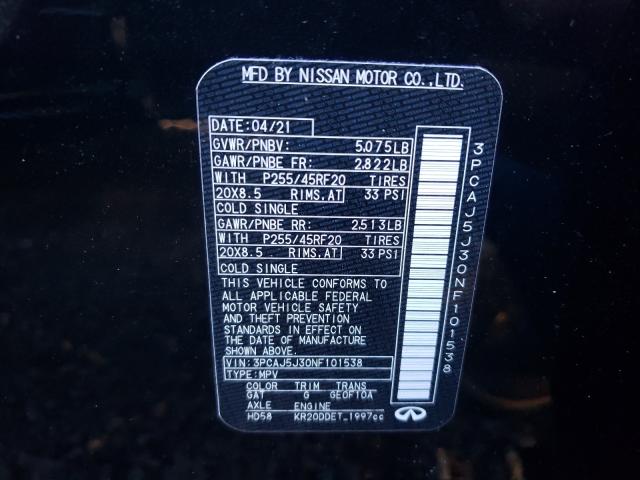 MFD BY NISSAN MOTOR CO.,LTD.
DATE:04/21
GVWR/PNBV: 5.075LB
GAWR/PNBE FR: 2.822LB
WITH P255/45RF20 TIRES
20X8.5 RIMS.AT 33 PSI
COLD SINGLE
GAWR/PNBE RR: 2.513LB
WITH P255/45RF20 TIRES
20X8.5 RIMS.AT 33 PSI
COLD SINGLE
THIS VEHICLE CONFORMS TO
ALL APPLICABLE FEDERAL
MOTOR VEHICLE SAFETY
AND THEFT PREVENTION
STANDARDS IN EFFECT ON
THE DATE OF MANUFACTURE
SHOWN ABOVE.
VIN:3PCAJ5J30NF101538
TYPE:MPV
COLOR TRIM TRANS
GAT G GE0F10A
AXLE ENGINE
HD58 KR20DDET_1997cc
3PCAJ5J30NF101538